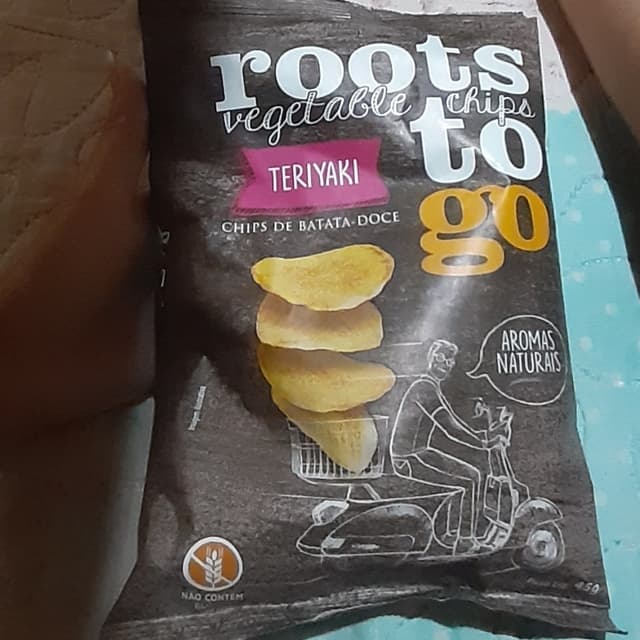 roots
vegetable chips
to
go
TERIYAKI
CHIPS DE BATATA-DOCE
AROMAS
NATURAIS
NÃO CONTÉM
45g